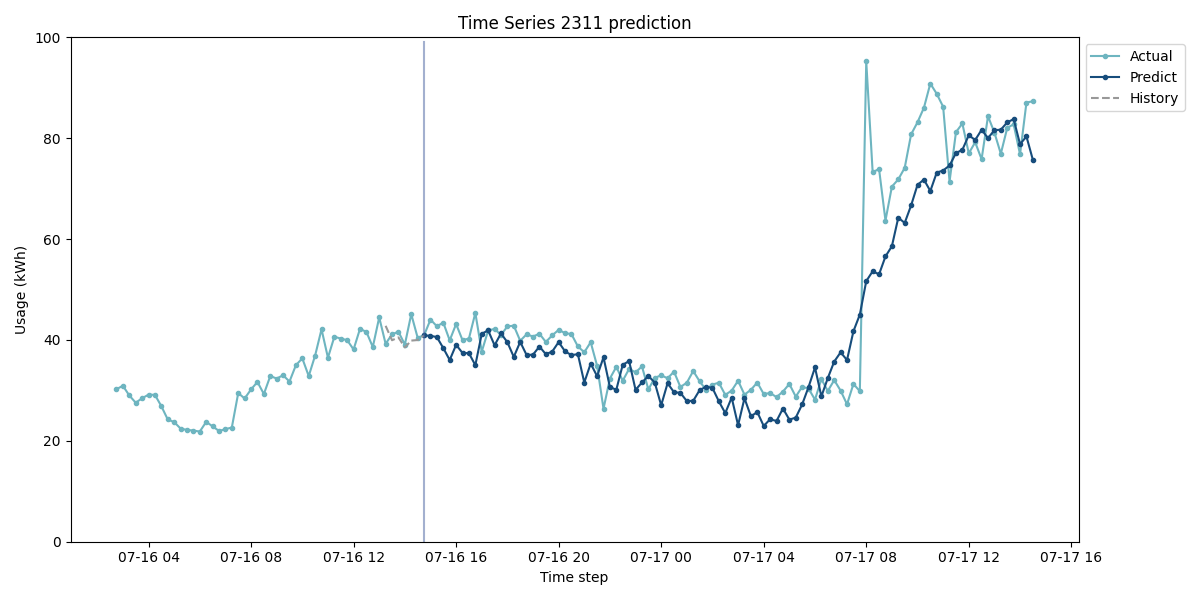 Time Series 2311 prediction
100
80
60
40
20
0
Usage (kWh)
07-16 04
07-16 08
07-16 12
07-16 16
07-16 20
07-17 00
07-17 04
07-17 08
07-17 12
07-17 16
Time step
Actual
Predict
History